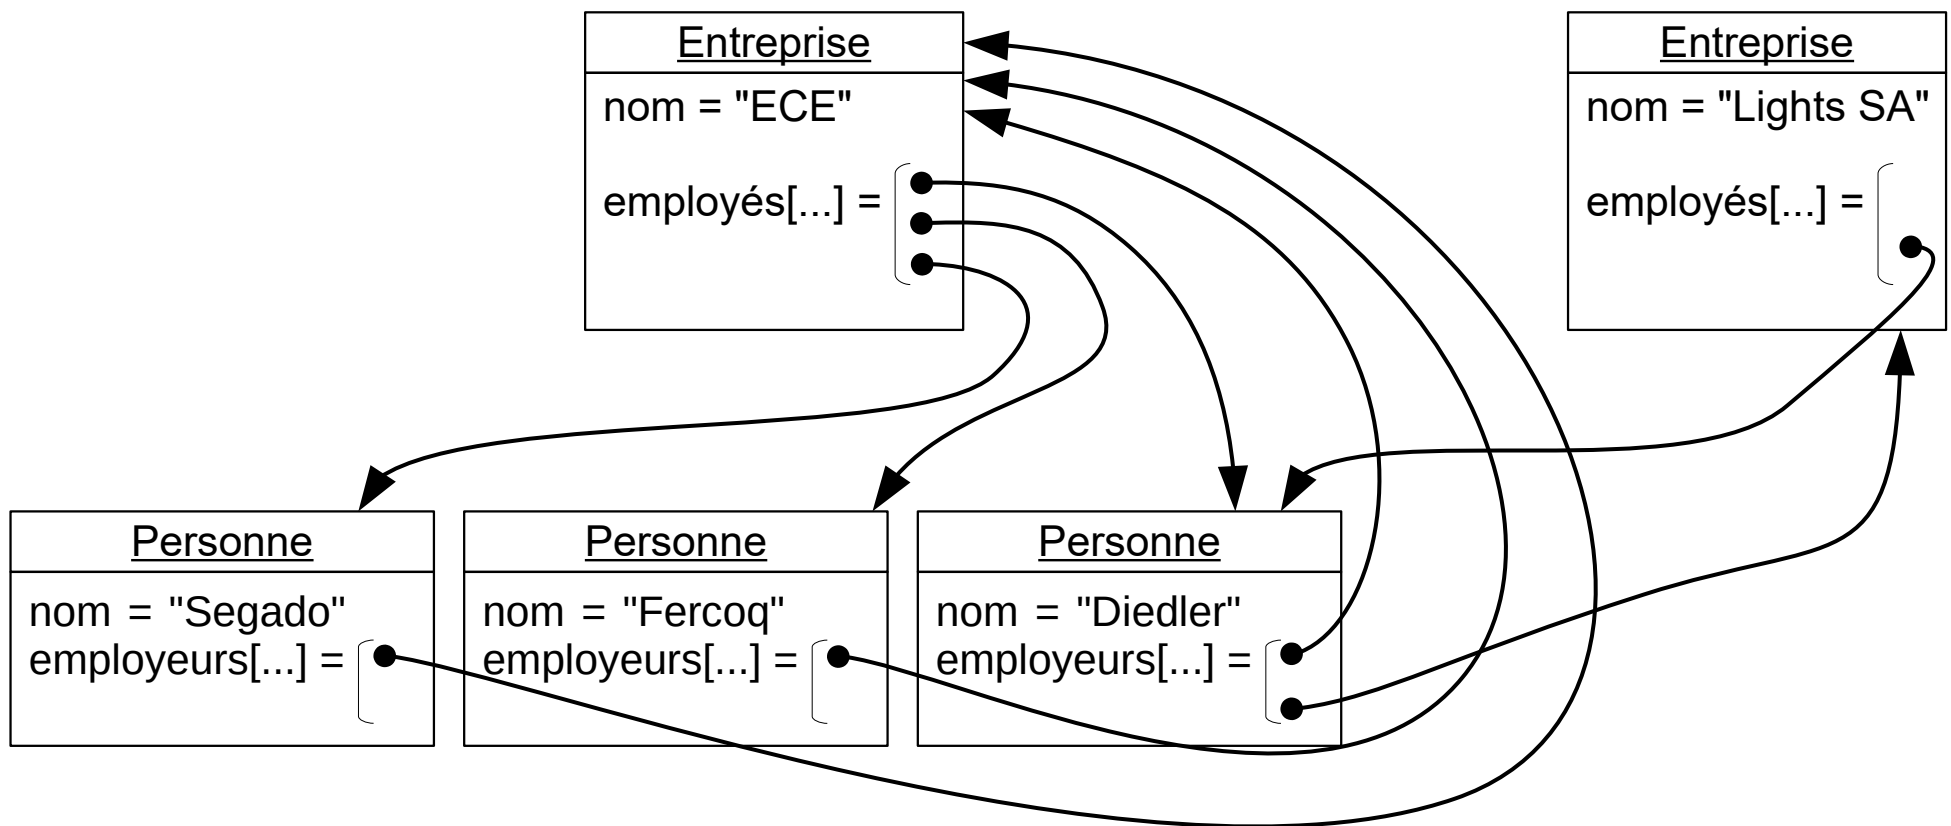 Entreprise
nom = "ECE"
employés[...] =
Entreprise
nom = "Lights SA"
employés[...] =
Personne
nom = "Segado"
employeurs[...] =
Personne
nom = "Fercoq"
employeurs[...] =
Personne
nom = "Diedler"
employeurs[...] =